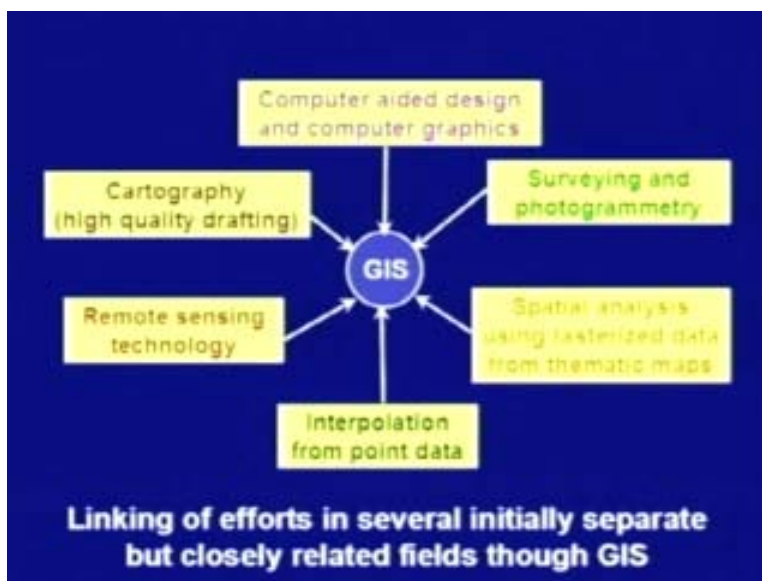 Computer aided design
and computer graphics
Cartography
(high quality drafting)
Surveying and
photogrammetry
GIS
Remote sensing
technology
Spatial analysis
using rasterized data
from thematic maps
Interpolation
from point data
Linking of efforts in several initially separate
but closely related fields though GIS